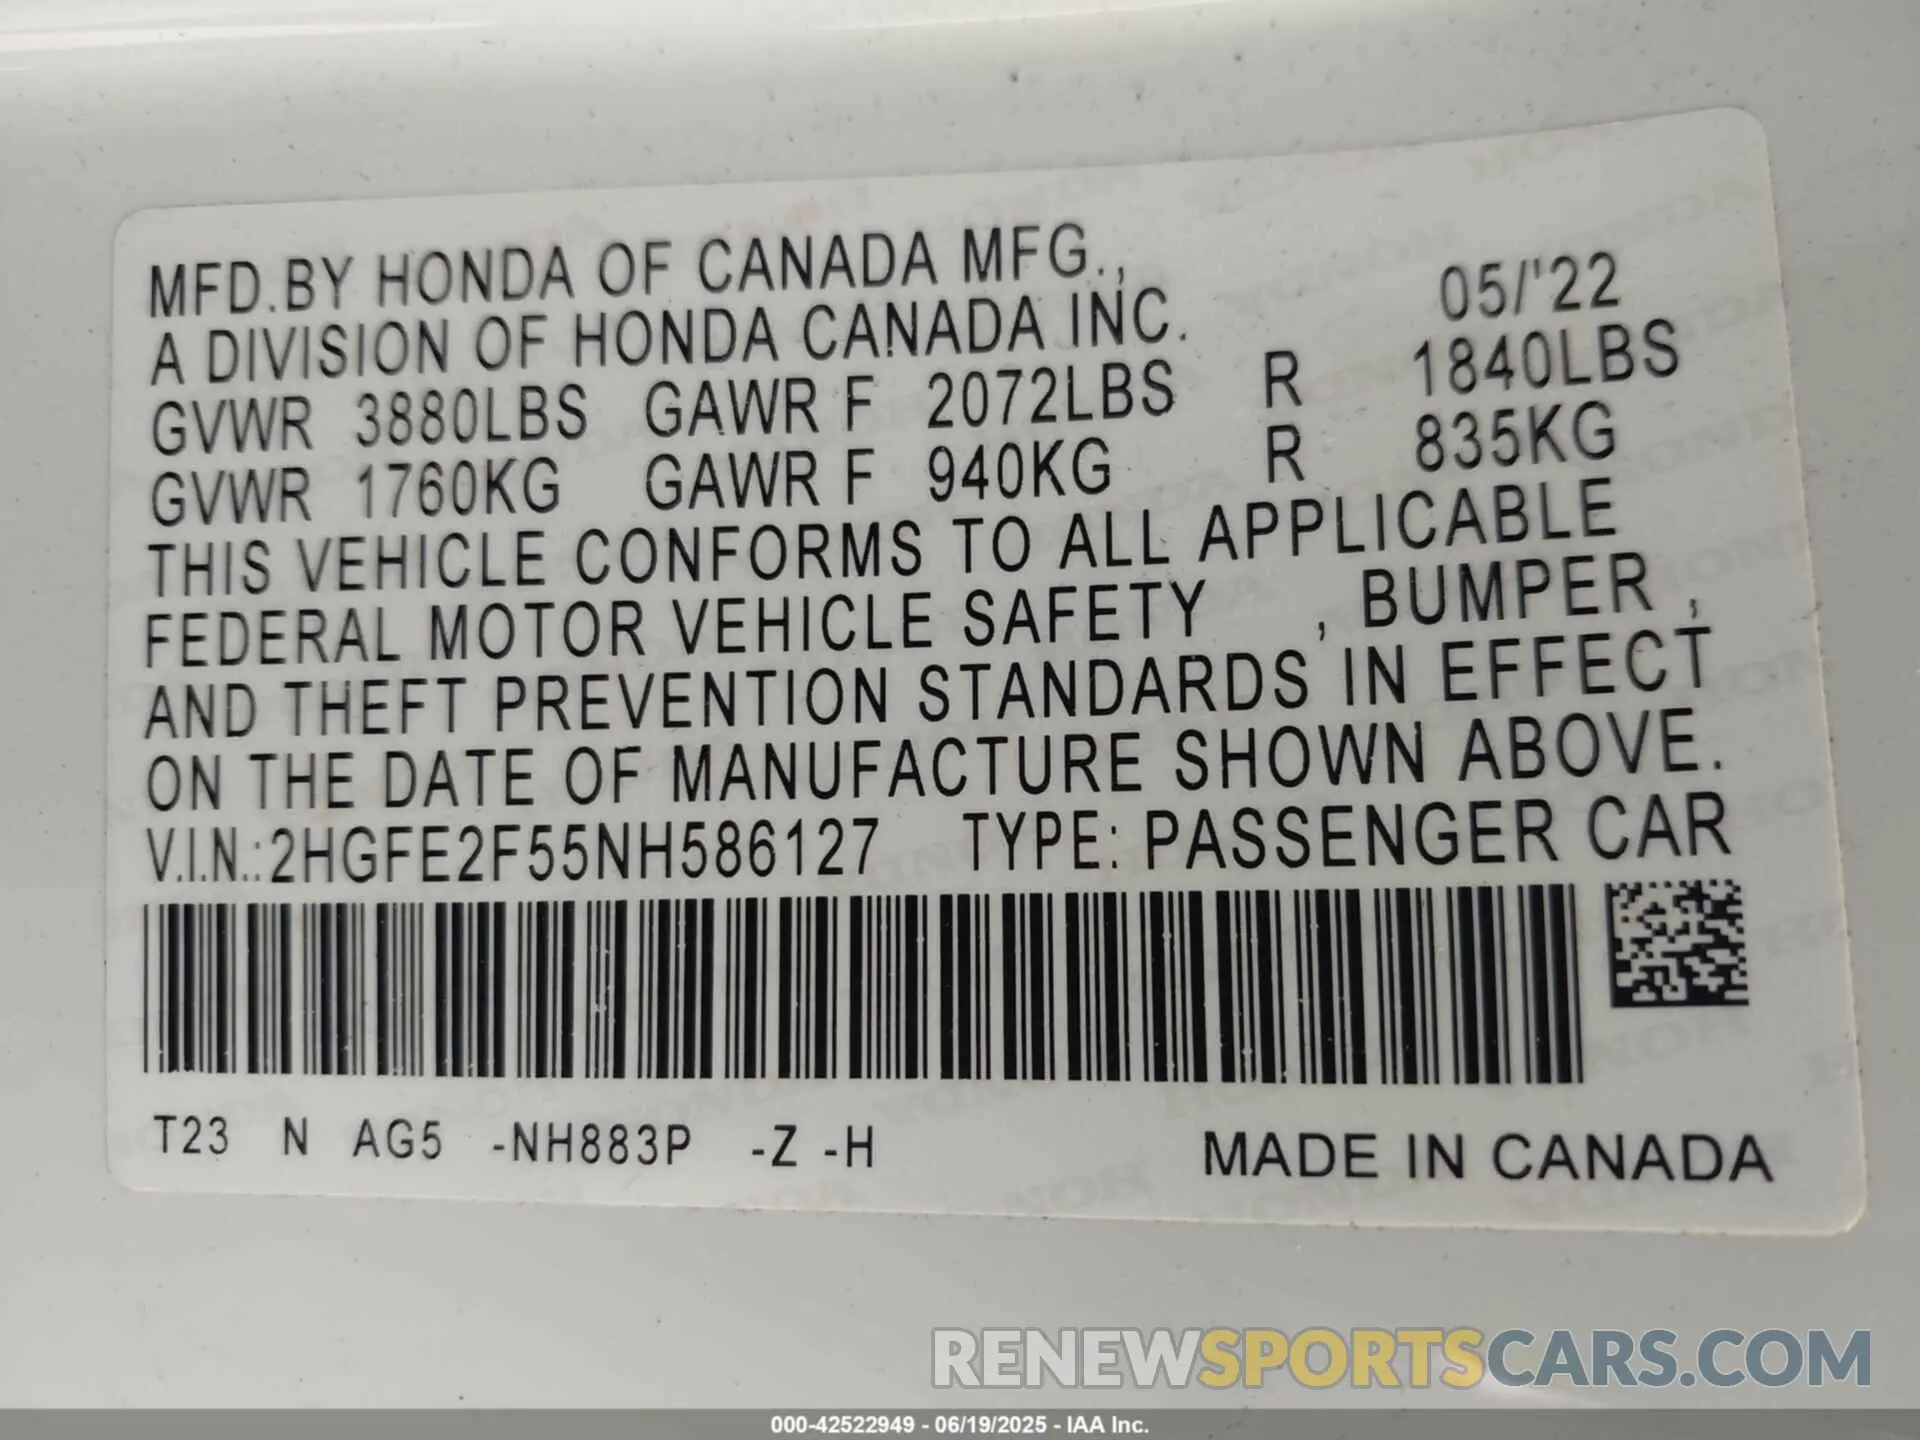 MFD.BY HONDA OF CANADA MFG.,
A DIVISION OF HONDA CANADA INC. 05/'22
GVWR 3880LBS GAWR F 2072LBS R 1840LBS
GVWR 1760KG GAWR F 940KG R 835KG
THIS VEHICLE CONFORMS TO ALL APPLICABLE
FEDERAL MOTOR VEHICLE SAFETY , BUMPER ,
AND THEFT PREVENTION STANDARDS IN EFFECT
ON THE DATE OF MANUFACTURE SHOWN ABOVE.
V.I.N.:2HGFE2F55NH586127 TYPE: PASSENGER CAR
T23 N AG5 -NH883P -Z -H MADE IN CANADA
RENEWSPORTSCARS.COM
000-42522949 - 06/19/2025 - IAA Inc.